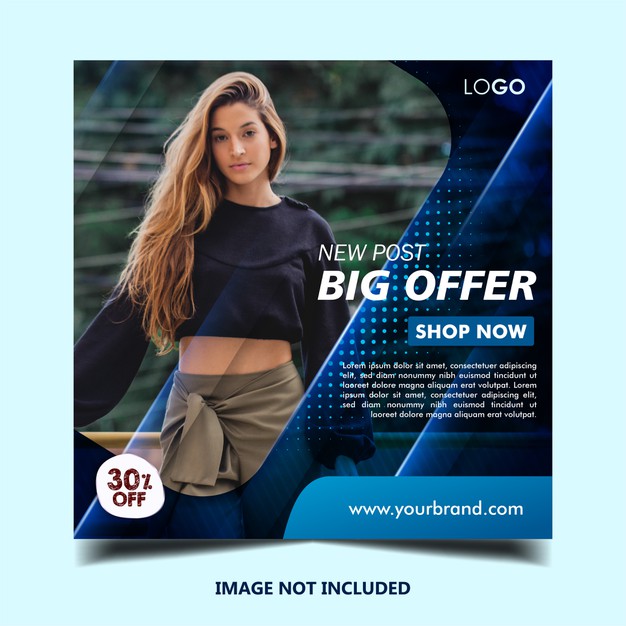 LOGO
NEW POST
BIG OFFER
SHOP NOW
Lorem ipsum dolor sit amet, consectetuer adipiscing
elit, sed diam nonummy nibh euismod tincidunt ut
laoreet dolore magna aliquam erat volutpat. Lorem
ipsum dolor sit amet, consectetuer adipiscing elit,
sed diam nonummy nibh euismod tincidunt ut
laoreet dolore magna aliquam erat volutpat.
30%
OFF
www.yourbrand.com
IMAGE NOT INCLUDED